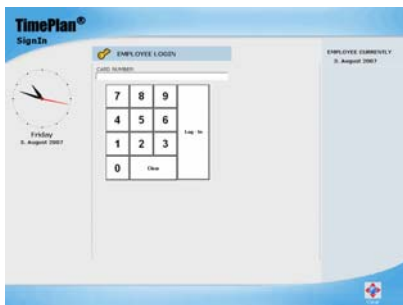 TimePlan®
SignIn
EMPLOYEE LOGIN
CARD NUMBER
7 8 9
4 5 6
Log In
1 2 3
0 Clear
Friday
3. August 2007
EMPLOYEE CURRENTLY
3. August 2007